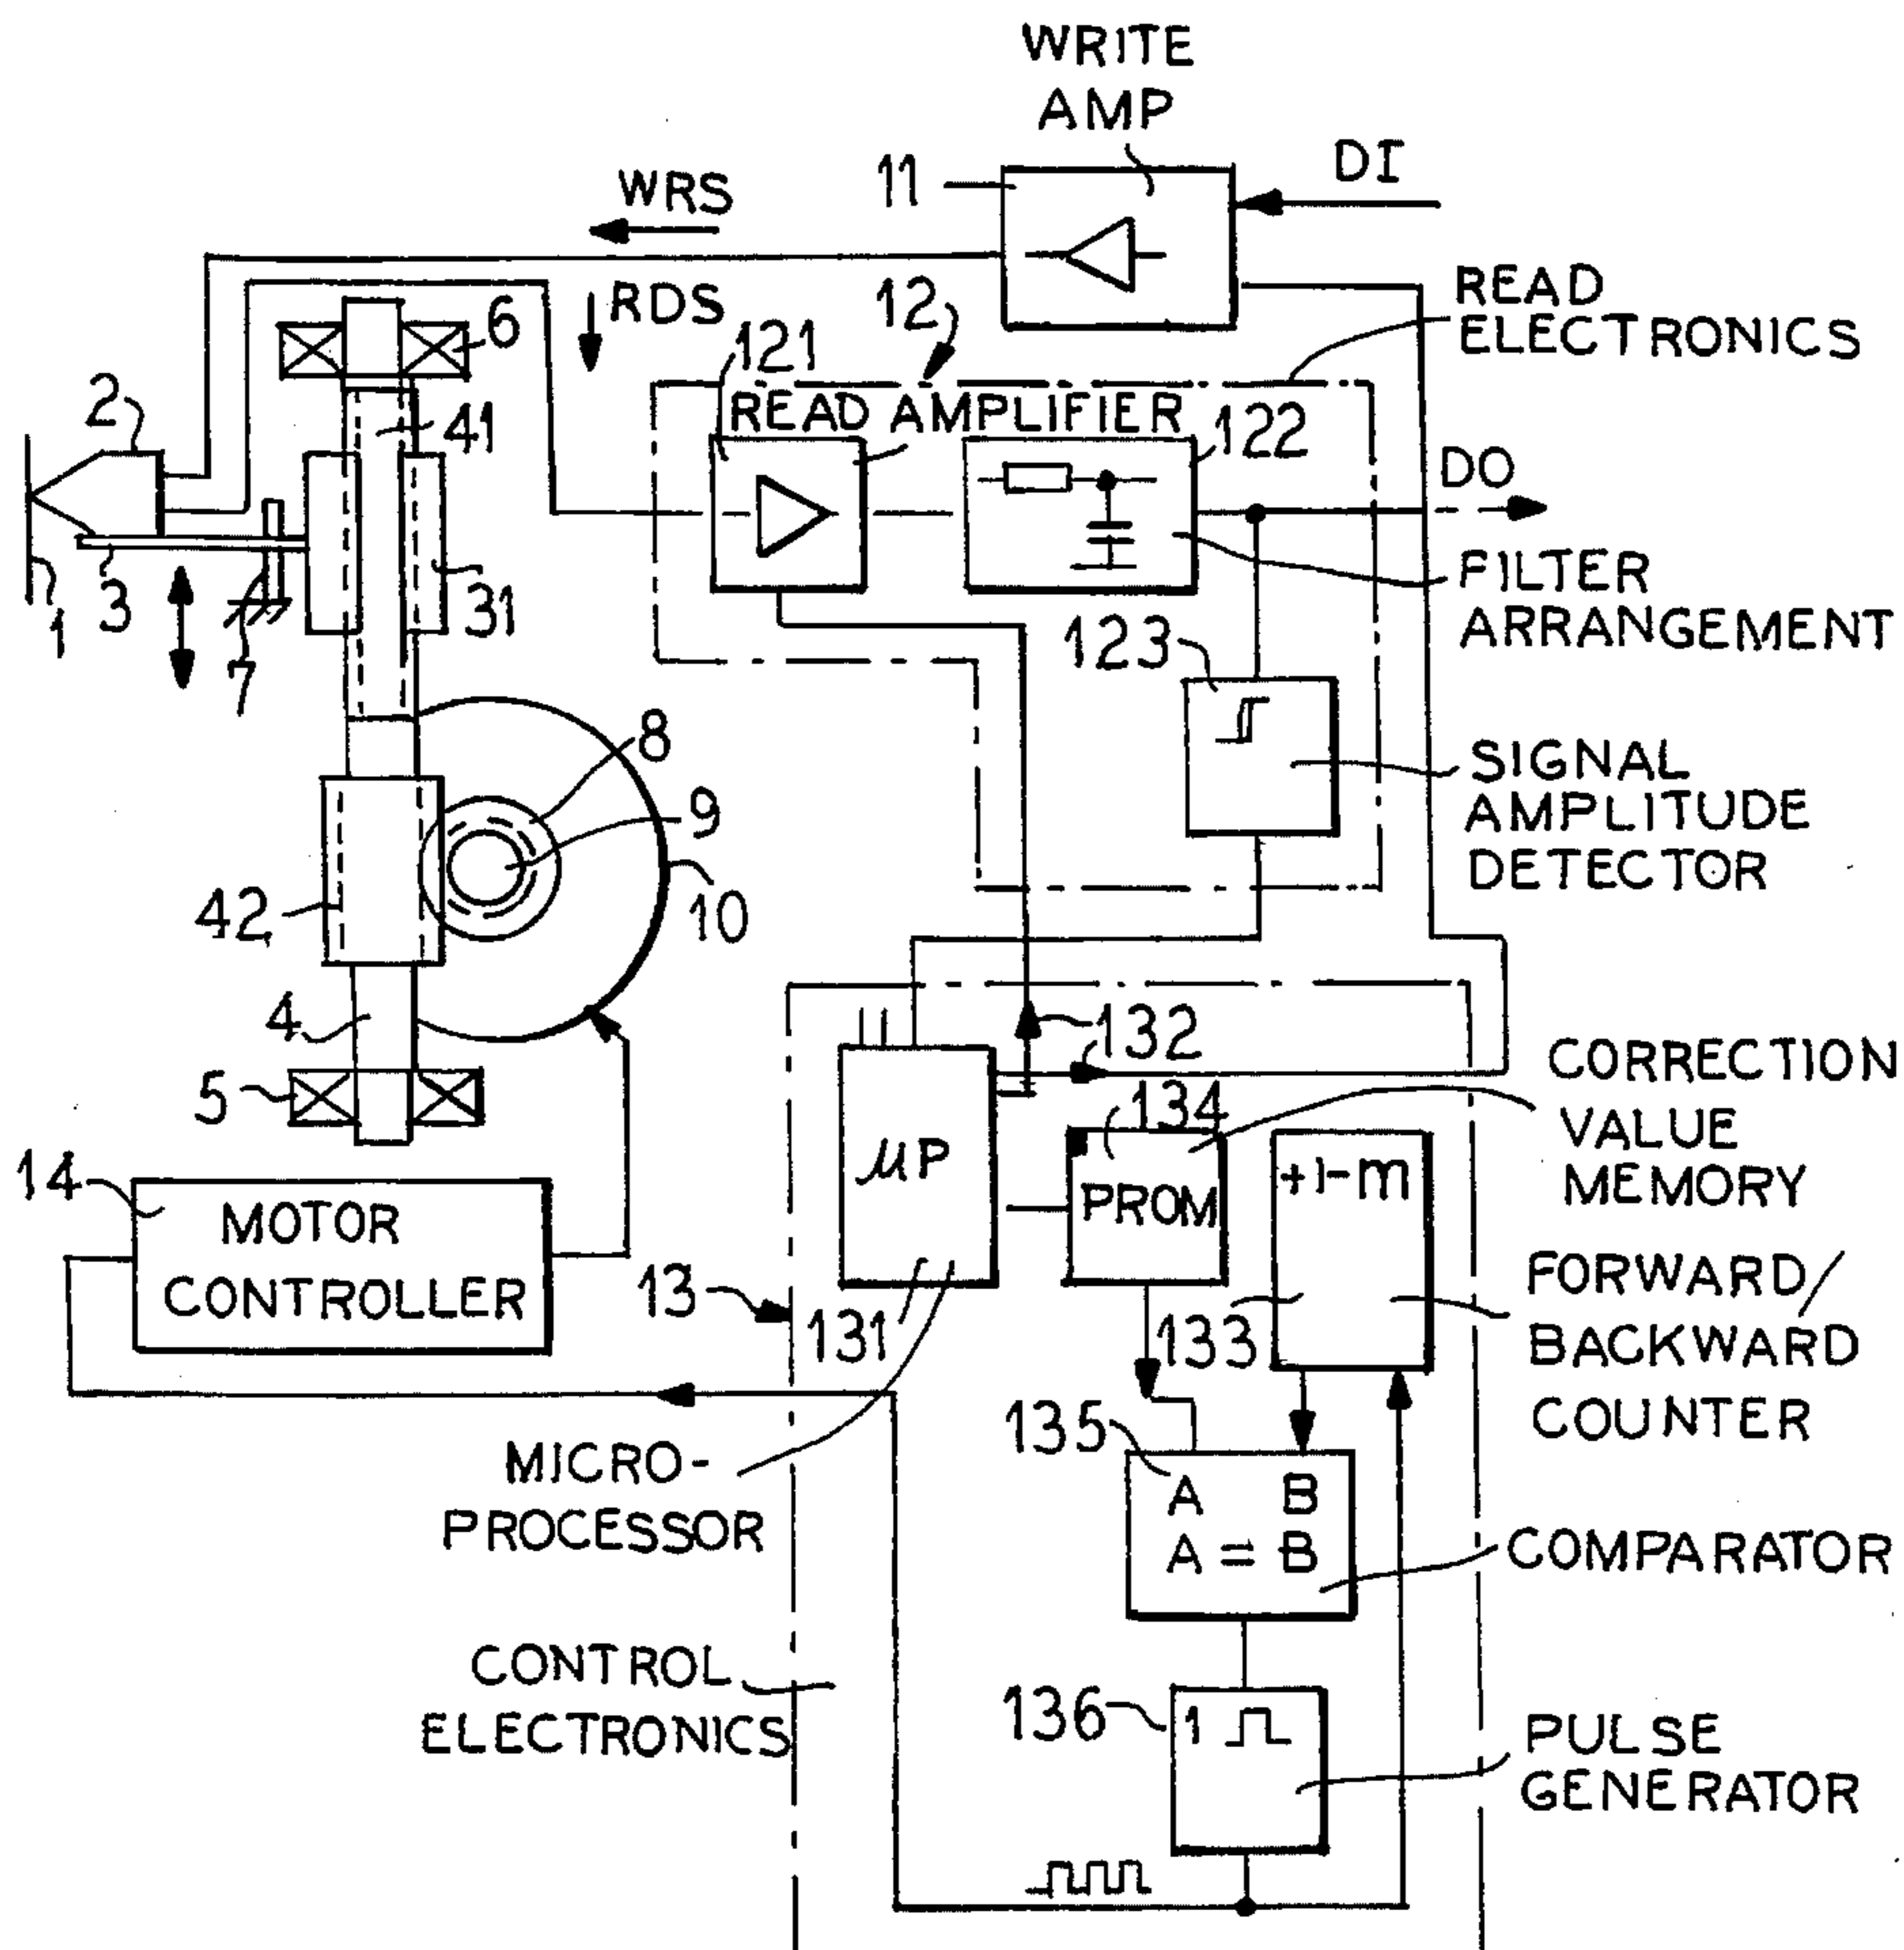 WRITE
AMP
11
DI
WRS
READ
ELECTRONICS
RDS
12
6
121
2
41
READ AMPLIFIER
122
DO
FILTER
ARRANGEMENT
1
3
7
31
123
8
SIGNAL
AMPLITUDE
DETECTOR
9
42
10
4
132
5
134
CORRECTION
VALUE
MEMORY
μP
PROM
+1-m
14
MOTOR
CONTROLLER
13
131
133
FORWARD/
BACKWARD
COUNTER
135
MICRO-
PROCESSOR
A B
A = B
COMPARATOR
CONTROL
ELECTRONICS
136
1
PULSE
GENERATOR